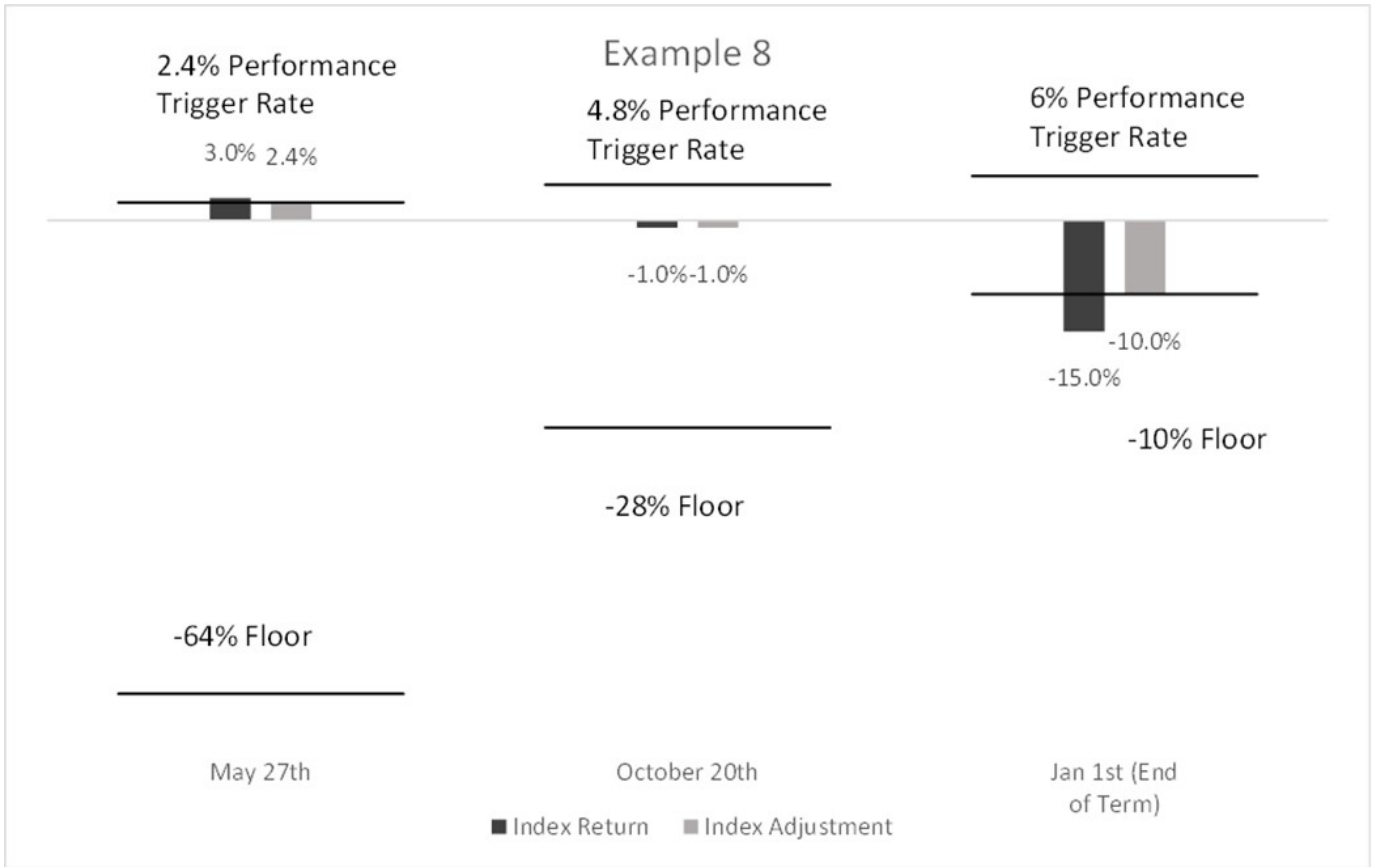 Example 8
2.4% Performance
Trigger Rate
3.0% 2.4%
4.8% Performance
Trigger Rate
6% Performance
Trigger Rate
-1.0% -1.0%
-10.0%
-15.0%
-10% Floor
-28% Floor
-64% Floor
May 27th
October 20th
Jan 1st (End
of Term)
Index Return
Index Adjustment